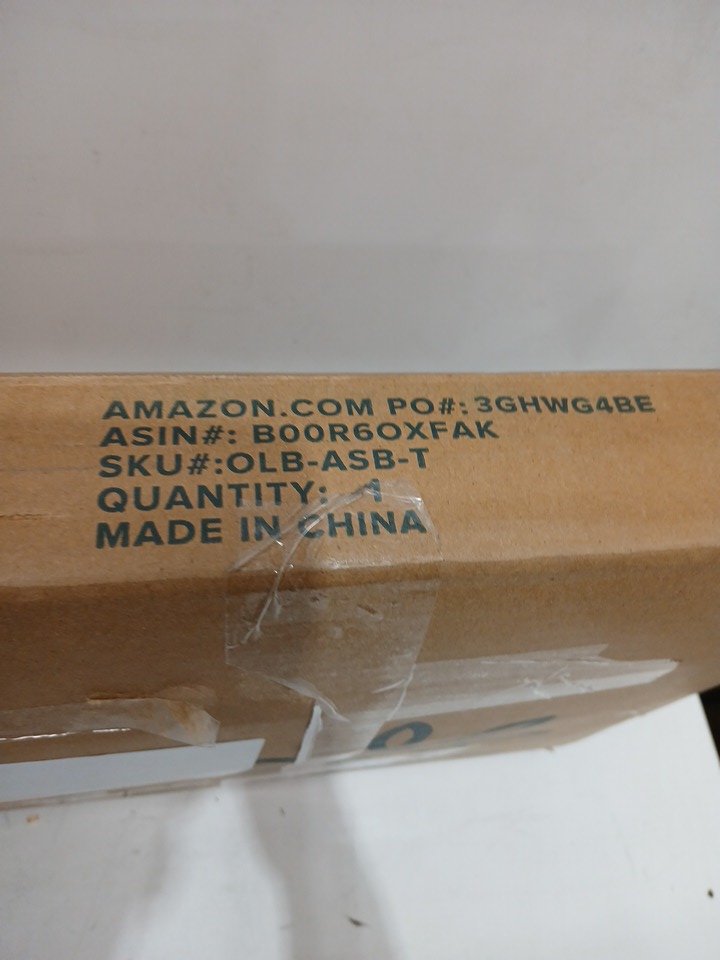 AMAZON.COM PO#: 3GHWG4BE
ASIN#: B00R6OXFAK
SKU#:OLB-ASB-T
QUANTITY: 1
MADE IN CHINA